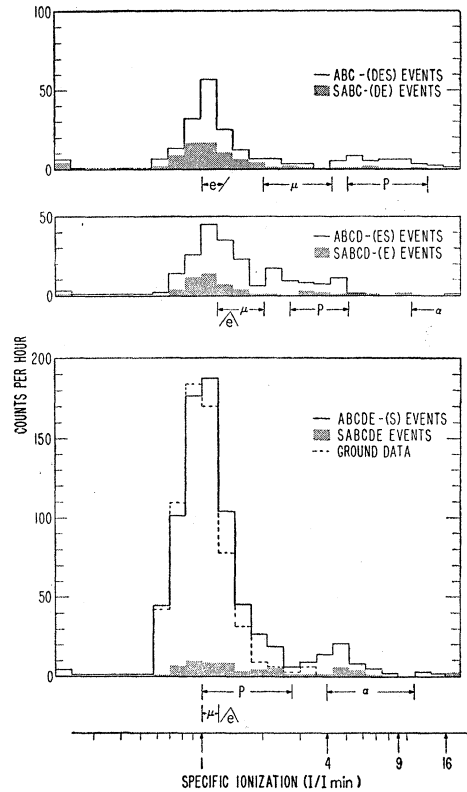 100
ABC-(DES) EVENTS
SABC-(DE) EVENTS
50
0
e
μ
P
50
ABCD-(ES) EVENTS
SABCD-(E) EVENTS
0
e
μ
P
α
COUNTS PER HOUR
200
ABCDE-(S) EVENTS
SABCDE EVENTS
GROUND DATA
150
100
50
0
P
α
μ
e
1
4
9
16
SPECIFIC IONIZATION (I/I min)